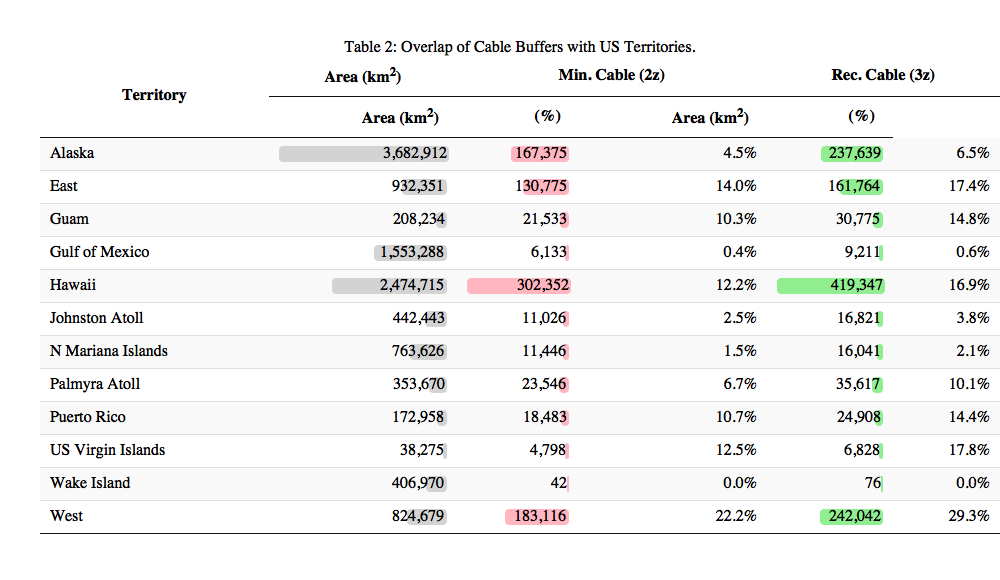 Table 2: Overlap of Cable Buffers with US Territories.
Territory Area (km2) Min. Cable (2z) Rec. Cable (3z)
Area (km2) (%) Area (km2) (%)
Alaska 3,682,912 167,375 4.5% 237,639 6.5%
East 932,351 130,775 14.0% 161,764 17.4%
Guam 208,234 21,533 10.3% 30,775 14.8%
Gulf of Mexico 1,553,288 6,133 0.4% 9,211 0.6%
Hawaii 2,474,715 302,352 12.2% 419,347 16.9%
Johnston Atoll 442,443 11,026 2.5% 16,821 3.8%
N Mariana Islands 763,626 11,446 1.5% 16,041 2.1%
Palmyra Atoll 353,670 23,546 6.7% 35,617 10.1%
Puerto Rico 172,958 18,483 10.7% 24,908 14.4%
US Virgin Islands 38,275 4,798 12.5% 6,828 17.8%
Wake Island 406,970 42 0.0% 76 0.0%
West 824,679 183,116 22.2% 242,042 29.3%